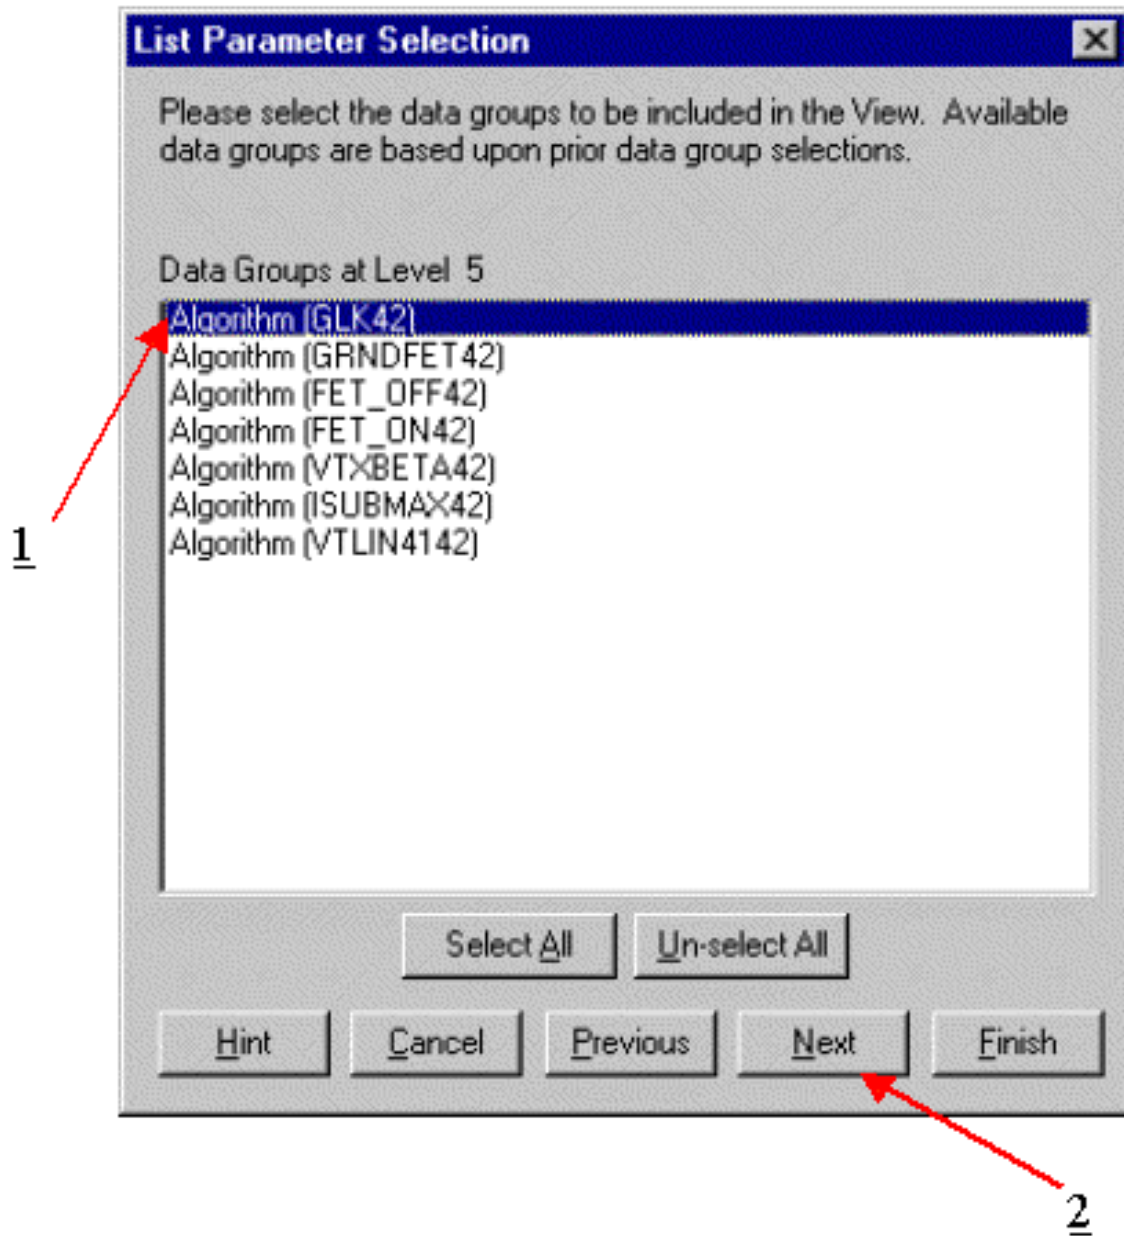 List Parameter Selection
Please select the data groups to be included in the View. Available
data groups are based upon prior data group selections.
Data Groups at Level 5
Algorithm (GLK42)
Algorithm (GRNDFET42)
Algorithm (FET_OFF42)
Algorithm (FET_ON42)
Algorithm (VTXBETA42)
Algorithm (ISUBMAX42)
Algorithm (VTLIN4142)
1
Select All Un-select All
Hint Cancel Previous Next Finish
2